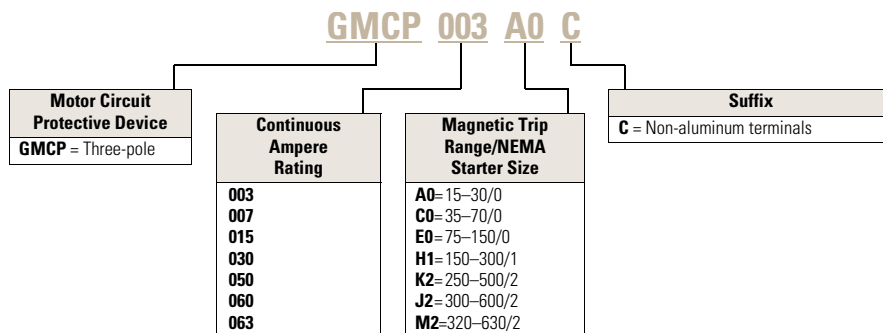 GMCP 003 A0 C
Motor Circuit
Protective Device
GMCP = Three-pole
Continuous
Ampere
Rating
003
007
015
030
050
060
063
Magnetic Trip
Range/NEMA
Starter Size
A0=15–30/0
C0=35–70/0
E0=75–150/0
H1=150–300/1
K2=250–500/2
J2=300–600/2
M2=320–630/2
Suffix
C = Non-aluminum terminals